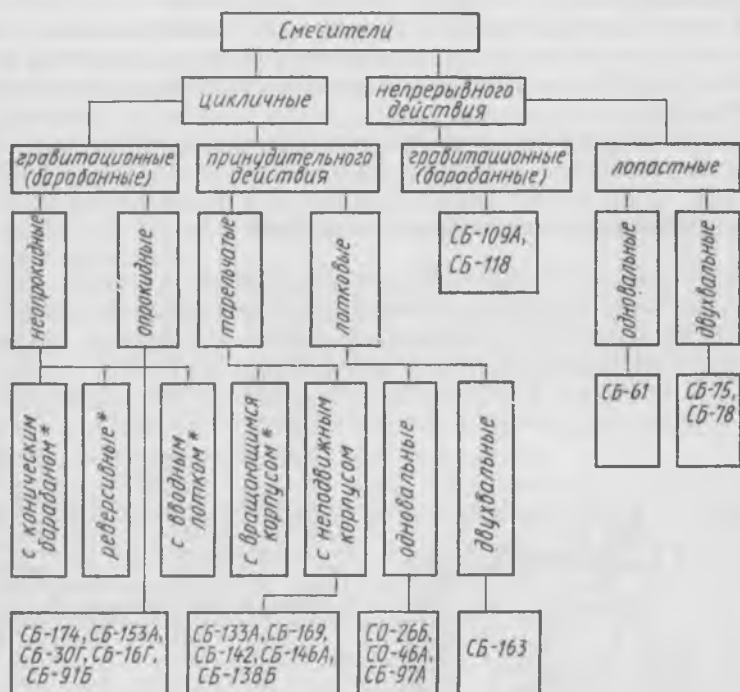 Смесители
цикличные
непрерывного
действия
гравитационные
(барабанные)
принудительного
действия
гравитационные
(барабанные)
лопастные
неопрокидные
опрокидные
тарельчатые
лотковые
СБ-109А,
СБ-118
одновальные
двухвальные
СБ-61
СБ-75,
СБ-78
с коническим
барабаном*
реверсивные*
с вводным
лотком*
с вращающимся
корпусом*
с неподвижным
корпусом
одновальные
двухвальные
СБ-174, СБ-153А,
СБ-30Г, СБ-16Г,
СБ-91Б
СБ-133А, СБ-169,
СБ-142, СБ-146А,
СБ-138Б
СО-26Б,
СО-46А,
СБ-97А
СБ-163